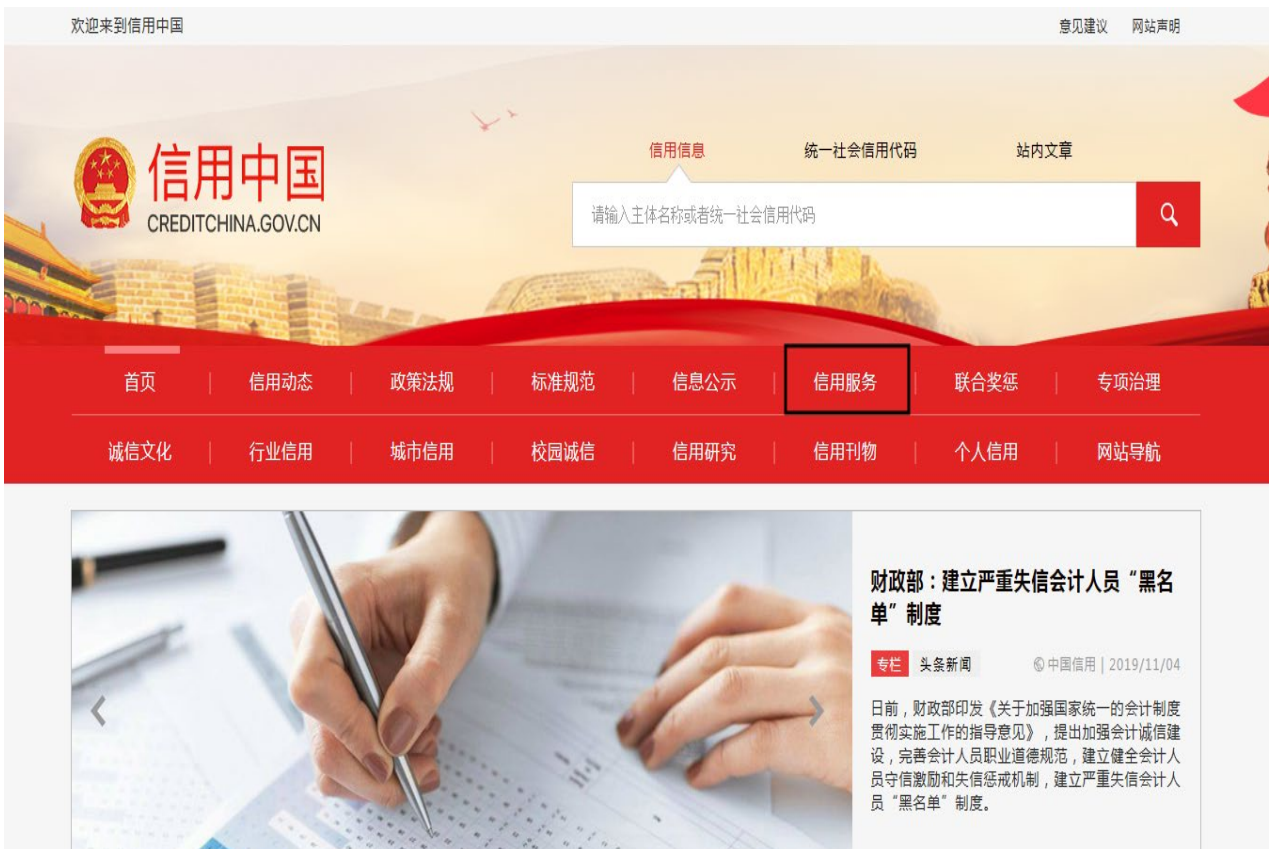 欢迎来到信用中国
意见建议 网站声明
信用信息 统一社会信用代码 站内文章
信用中国
CREDITCHINA.GOV.CN
请输入主体名称或者统一社会信用代码
首页 信用动态 政策法规 标准规范 信息公示 信用服务 联合奖惩 专项治理
诚信文化 行业信用 城市信用 校园诚信 信用研究 信用刊物 个人信用 网站导航
财政部：建立严重失信会计人员“黑名
单”制度
专栏 头条新闻 中国信用 | 2019/11/04
日前，财政部印发《关于加强国家统一的会计制度
贯彻实施工作的指导意见》，提出加强会计诚信建
设，完善会计人员职业道德规范，建立健全会计人
员守信激励和失信惩戒机制，建立严重失信会计人
员“黑名单”制度。